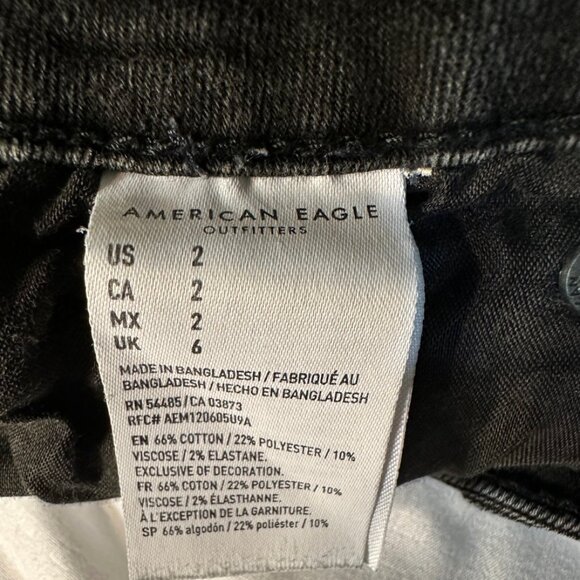 AMERICAN EAGLE
OUTFITTERS
US 2
CA 2
MX 2
UK 6
MADE IN BANGLADESH / FABRIQUÉ AU
BANGLADESH / HECHO EN BANGLADESH
RN 54485 / CA 03873
RFC# AEM120605U9A
EN 66% COTTON / 22% POLYESTER / 10%
VISCOSE / 2% ELASTANE.
EXCLUSIVE OF DECORATION.
FR 66% COTTON / 22% POLYESTER / 10%
VISCOSE / 2% ÉLASTHANNE.
À L'EXCEPTION DE LA GARNITURE.
SP 66% algodón / 22% poliéster / 10%